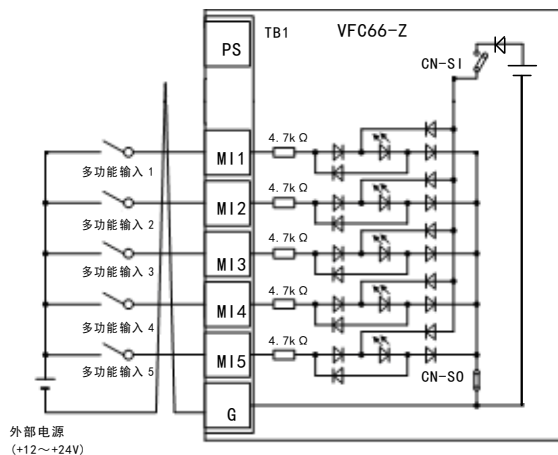 TB1 VFC66-Z
PS
CN-SI
4.7kΩ
MI1
多功能输入 1
4.7kΩ
MI2
多功能输入 2
4.7kΩ
MI3
多功能输入 3
4.7kΩ
MI4
多功能输入 4
4.7kΩ
MI5
多功能输入 5
CN-SO
G
外部电源
(+12～+24V)